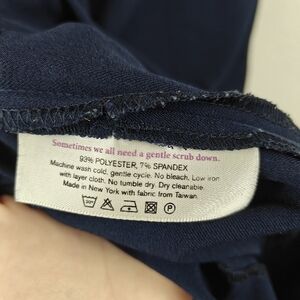 Sometimes we all need a gentle scrub down.
93% POLYESTER, 7% SPANDEX
Machine wash cold, gentle cycle. No bleach. Low iron
with layer cloth. No tumble dry. Dry cleanable.
Made in New York with fabric from Taiwan.